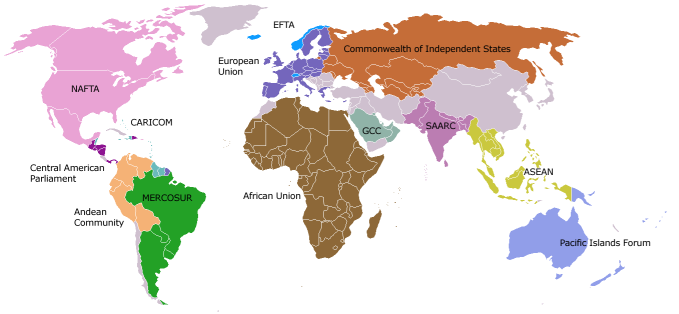 EFTA
Commonwealth of Independent States
European
Union
NAFTA
CARICOM
GCC
SAARC
Central American
Parliament
ASEAN
MERCOSUR
African Union
Andean
Community
Pacific Islands Forum